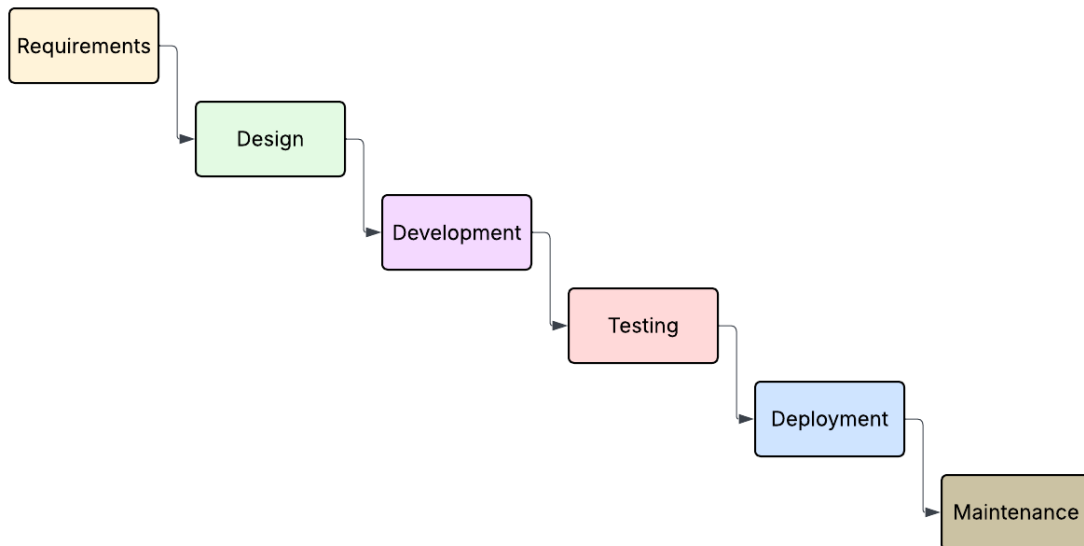 Requirements
Design
Development
Testing
Deployment
Maintenance